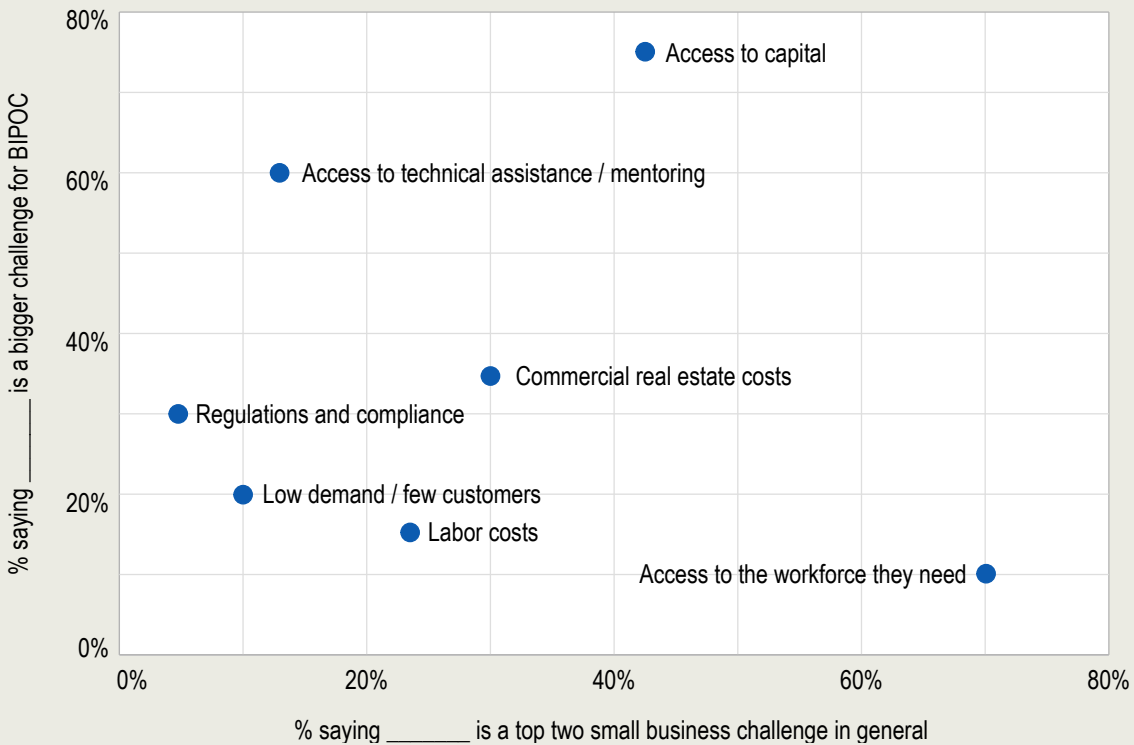 80%
Access to capital
60%
Access to technical assistance / mentoring
40%
Commercial real estate costs
Regulations and compliance
20%
Low demand / few customers
Labor costs
Access to the workforce they need
0%
0%
20%
40%
60%
80%
% saying _______ is a bigger challenge for BIPOC
% saying _______ is a top two small business challenge in general